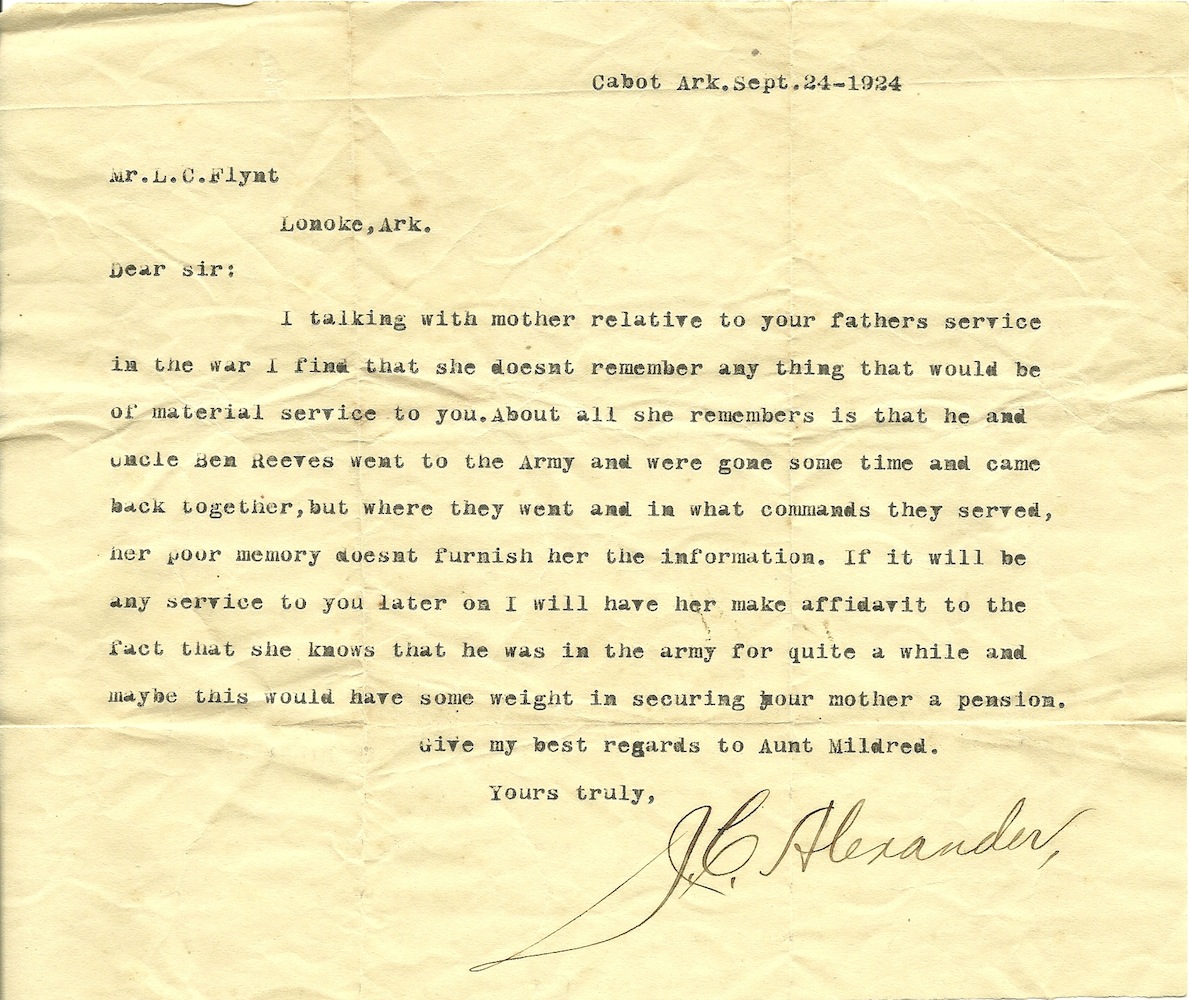 Cabot Ark.Sept.24-1924
Mr.L.C.Flynt
Lonoke,Ark.
Dear sir:
I talking with mother relative to your fathers service
in the war I find that she doesnt remember any thing that would be
of material service to you.About all she remembers is that he and
Uncle Ben Reeves went to the Army and were gone some time and came
back together,but where they went and in what commands they served,
her poor memory doesnt furnish her the information. If it will be
any service to you later on I will have her make affidavit to the
fact that she knows that he was in the army for quite a while and
maybe this would have some weight in securing your mother a pension.
Give my best regards to Aunt Mildred.
Yours truly,
J.C. Alexander,